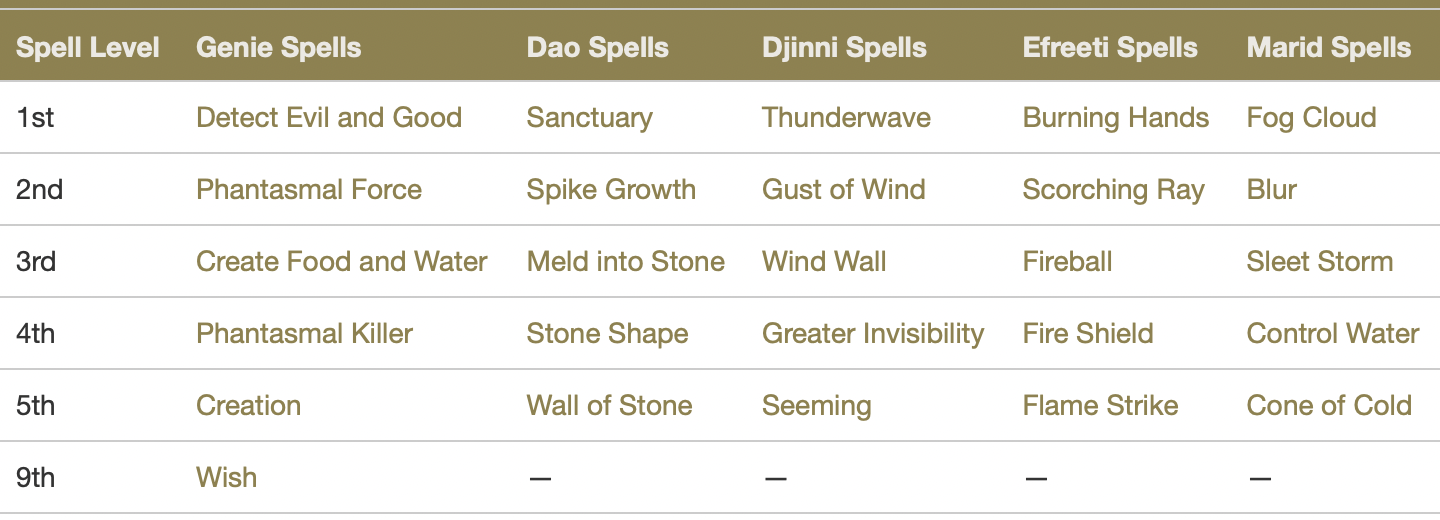 Spell Level Genie Spells Dao Spells Djinni Spells Efreeti Spells Marid Spells
1st Detect Evil and Good Sanctuary Thunderwave Burning Hands Fog Cloud
2nd Phantasmal Force Spike Growth Gust of Wind Scorching Ray Blur
3rd Create Food and Water Meld into Stone Wind Wall Fireball Sleet Storm
4th Phantasmal Killer Stone Shape Greater Invisibility Fire Shield Control Water
5th Creation Wall of Stone Seeming Flame Strike Cone of Cold
9th Wish — — — —